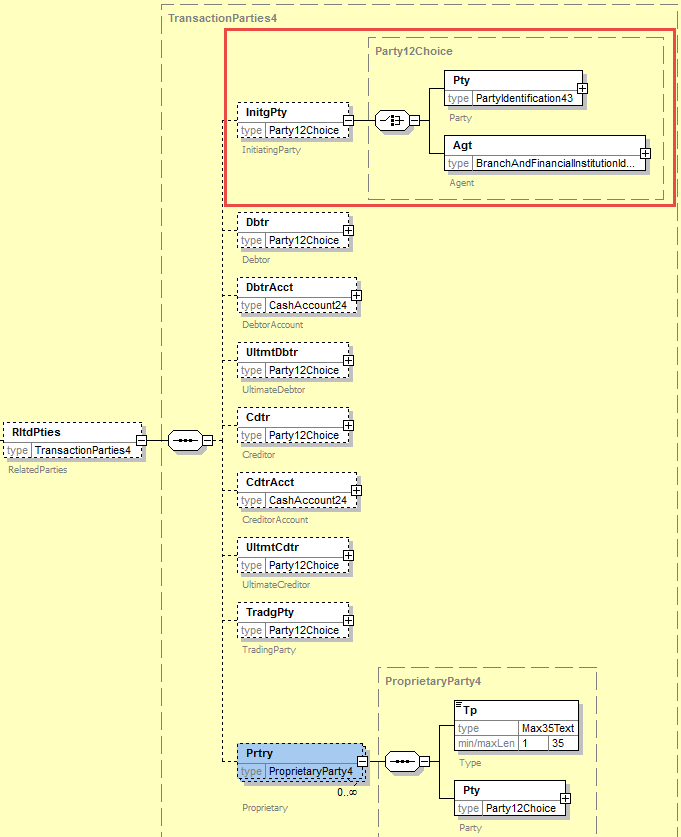 TransactionParties4
Party12Choice
Pty
type PartyIdentification43
Party
InitgPty
type Party12Choice
InitiatingParty
Agt
type BranchAndFinancialInstitutionId...
Agent
Dbtr
type Party12Choice
Debtor
DbtrAcct
type CashAccount24
DebtorAccount
UltmtDbtr
type Party12Choice
UltimateDebtor
Cdtr
type Party12Choice
Creditor
RltdPties
type TransactionParties4
RelatedParties
CdtrAcct
type CashAccount24
CreditorAccount
UltmtCdtr
type Party12Choice
UltimateCreditor
TradgPty
type Party12Choice
TradingParty
ProprietaryParty4
Tp
type Max35Text
min/maxLen 1 35
Type
Prtry
type ProprietaryParty4
0..∞
Proprietary
Pty
type Party12Choice
Party